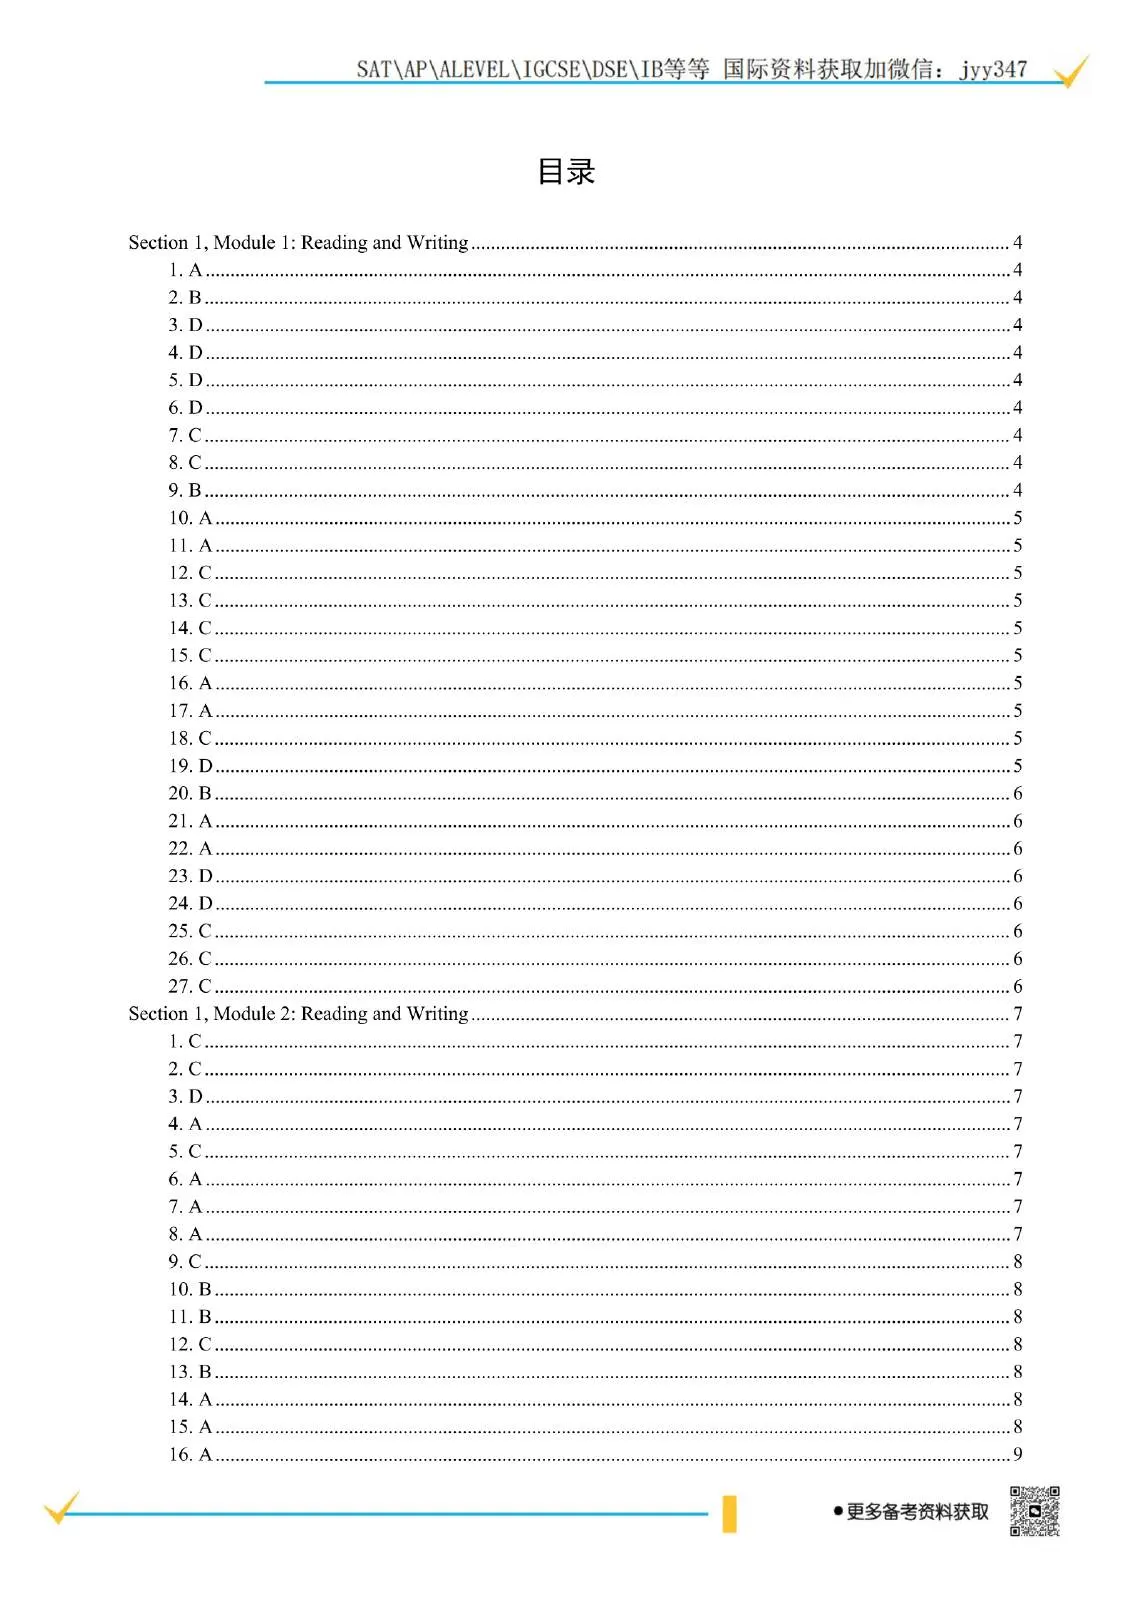 SAT\AP\ALEVEL\IGCSE\DSE\IB等等 国际资料获取加微信：jyy347
目录
Section 1, Module 1: Reading and Writing 4
1. A 4
2. B 4
3. D 4
4. D 4
5. D 4
6. D 4
7. C 4
8. C 4
9. B 4
10. A 5
11. A 5
12. C 5
13. C 5
14. C 5
15. C 5
16. A 5
17. A 5
18. C 5
19. D 5
20. B 6
21. A 6
22. A 6
23. D 6
24. D 6
25. C 6
26. C 6
27. C 6
Section 1, Module 2: Reading and Writing 7
1. C 7
2. C 7
3. D 7
4. A 7
5. C 7
6. A 7
7. A 7
8. A 7
9. C 8
10. B 8
11. B 8
12. C 8
13. B 8
14. A 8
15. A 8
16. A 9
●更多备考资料获取